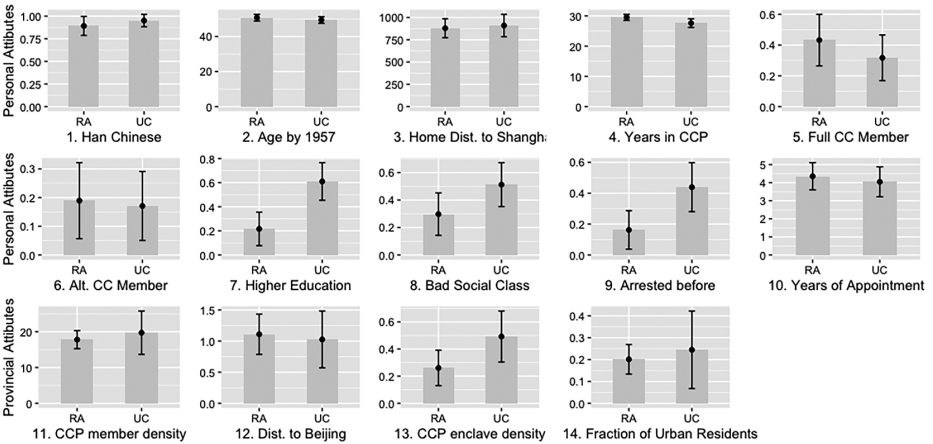 Personal Attibutes
1.00
0.75
0.50
0.25
0.00
RA UC
1. Han Chinese
40
20
0
RA UC
2. Age by 1957
1000
750
500
250
0
RA UC
3. Home Dist. to Shangh
30
20
10
0
RA UC
4. Years in CCP
0.6
0.4
0.2
0.0
RA UC
5. Full CC Member
Personal Attibutes
0.3
0.2
0.1
0.0
RA UC
6. Alt. CC Member
0.8
0.6
0.4
0.2
0.0
RA UC
7. Higher Education
0.6
0.4
0.2
0.0
RA UC
8. Bad Social Class
0.6
0.4
0.2
0.0
RA UC
9. Arrested before
5
4
3
2
1
0
RA UC
10. Years of Appointment
Provincial Attibutes
20
10
0
RA UC
11. CCP member density
1.5
1.0
0.5
0.0
RA UC
12. Dist. to Beijing
0.6
0.4
0.2
0.0
RA UC
13. CCP enclave density
0.4
0.3
0.2
0.1
0.0
RA UC
14. Fraction of Urban Residents